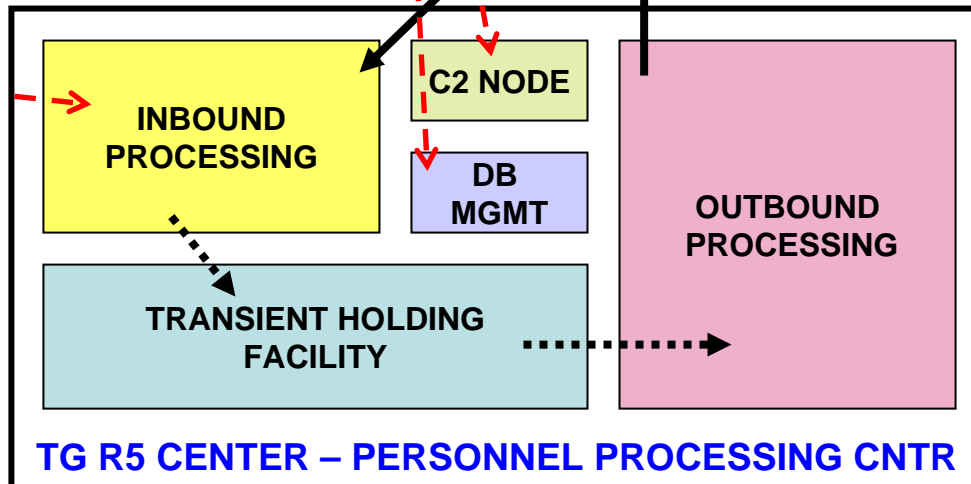 INBOUND
PROCESSING
C2 NODE
DB
MGMT
OUTBOUND
PROCESSING
TRANSIENT HOLDING
FACILITY
TG R5 CENTER – PERSONNEL PROCESSING CNTR